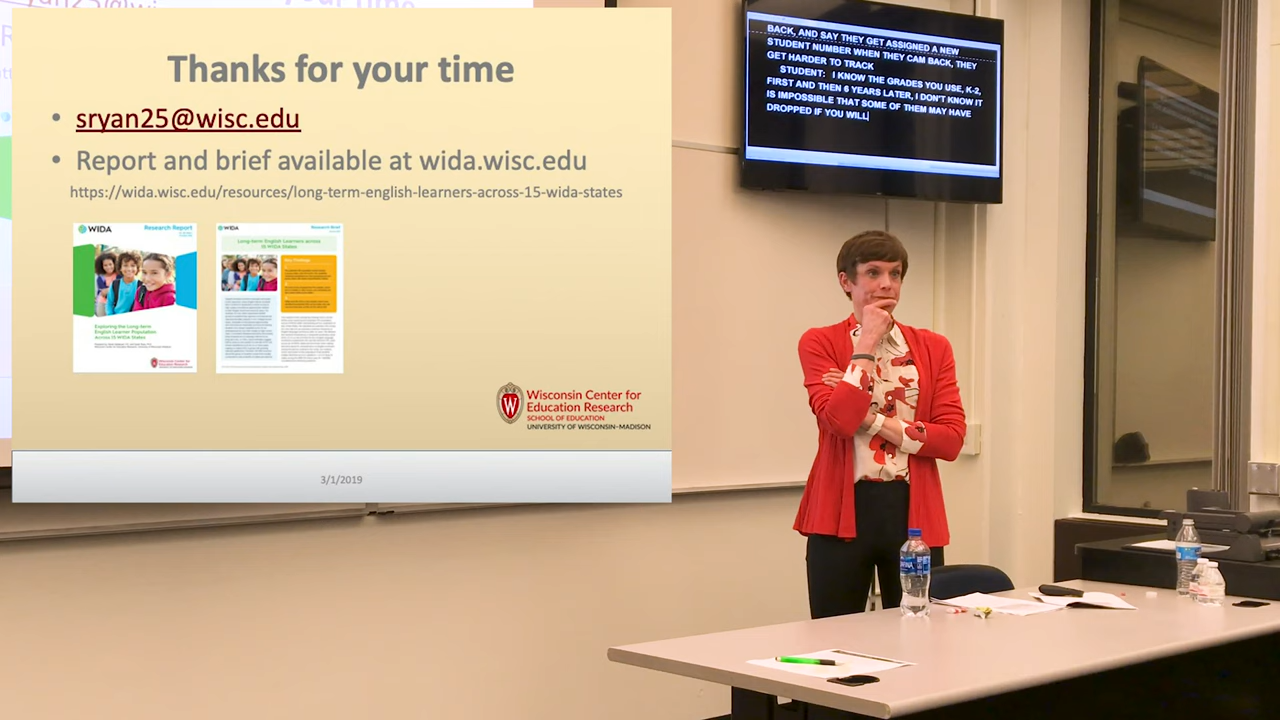 Thanks for your time
• sryan25@wisc.edu
• Report and brief available at wida.wisc.edu
https://wida.wisc.edu/resources/long-term-english-learners-across-15-wida-states
WIDA
Research Report
Exploring the Long-term
English Learner Population
Across 15 WIDA States
WIDA
Research Brief
Long-term English Learners across
15 WIDA States
Key Findings
Wisconsin Center for
Education Research
SCHOOL OF EDUCATION
UNIVERSITY OF WISCONSIN–MADISON
3/1/2019
BACK, AND SAY THEY GET ASSIGNED A NEW
STUDENT NUMBER WHEN THEY CAM BACK, THEY
GET HARDER TO TRACK
STUDENT: I KNOW THE GRADES YOU USE, K-2,
FIRST AND THEN 6 YEARS LATER, I DON'T KNOW IT
IS IMPOSSIBLE THAT SOME OF THEM MAY HAVE
DROPPED IF YOU WILL